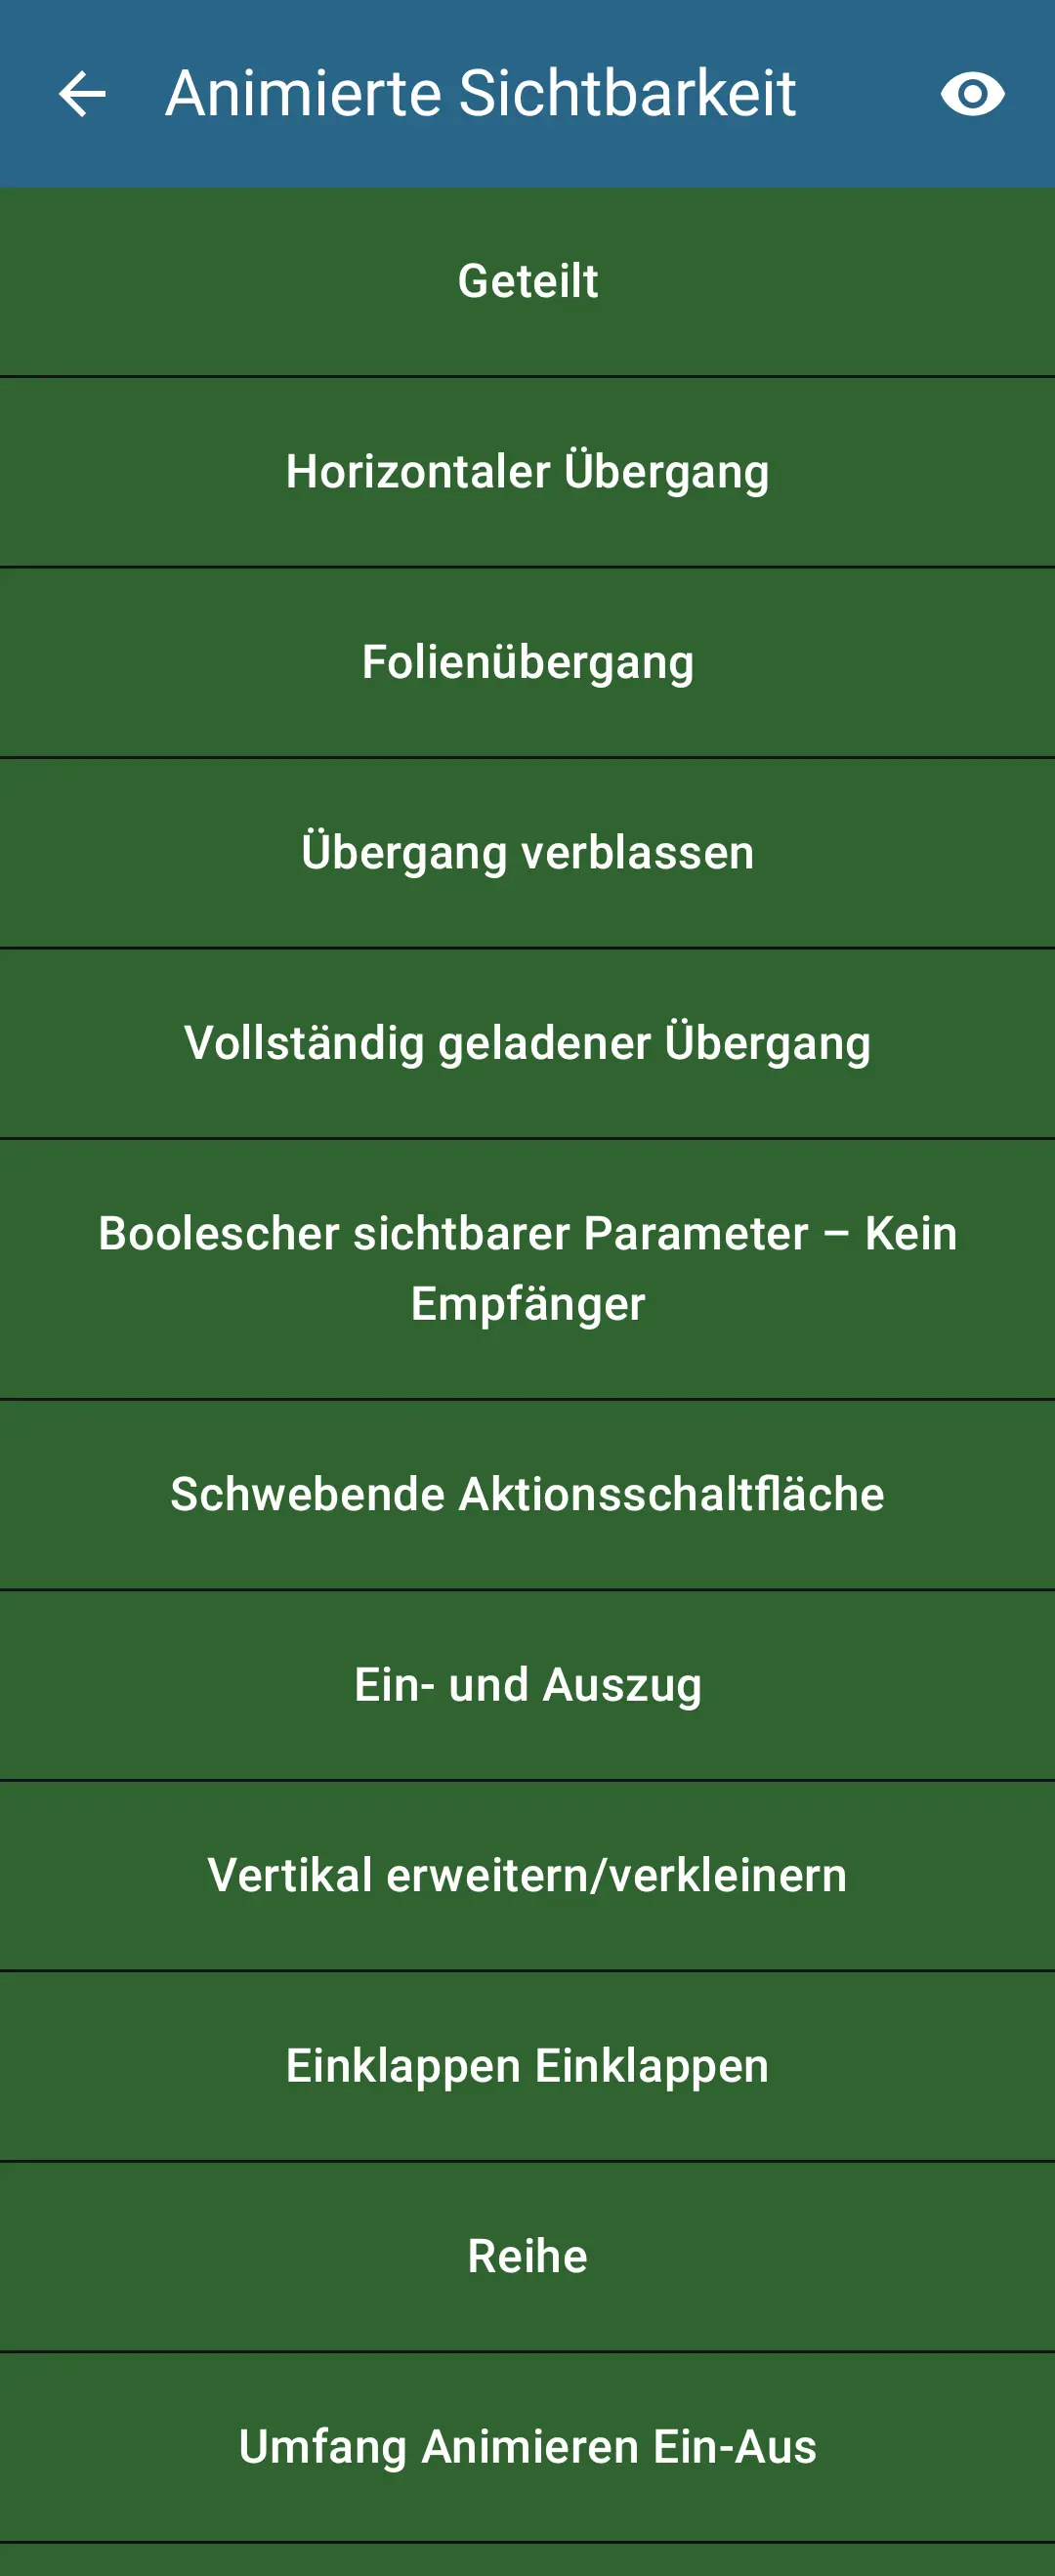 Animierte Sichtbarkeit
Geteilt
Horizontaler Übergang
Folienübergang
Übergang verblassen
Vollständig geladener Übergang
Boolescher sichtbarer Parameter – Kein
Empfänger
Schwebende Aktionsschaltfläche
Ein- und Auszug
Vertikal erweitern/verkleinern
Einklappen Einklappen
Reihe
Umfang Animieren Ein-Aus